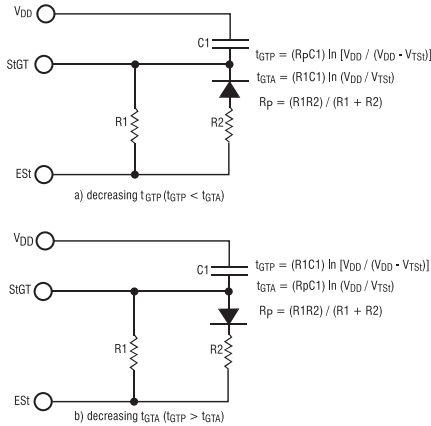 VDD
C1
StGT
tGTP = (RpC1) ln [VDD / (VDD - VTSt)]
tGTA = (R1C1) ln (VDD / VTSt)
RP = (R1R2) / (R1 + R2)
R1
R2
ESt
a) decreasing tGTP (tGTP < tGTA)
VDD
C1
tGTP = (R1C1) ln [VDD / (VDD - VTSt)]
StGT
tGTA = (RpC1) ln (VDD / VTSt)
RP = (R1R2) / (R1 + R2)
R1
R2
ESt
b) decreasing tGTA (tGTP > tGTA)